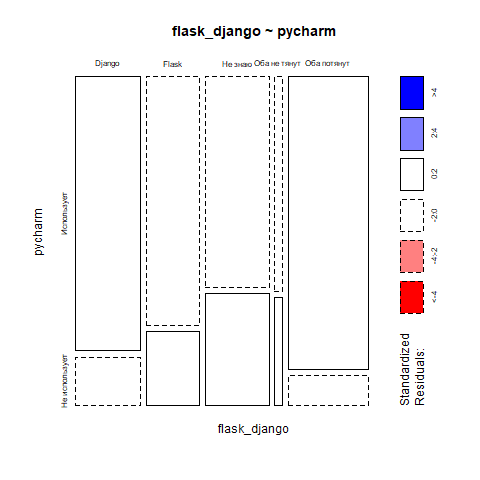 flask_django ~ pycharm
Django Flask Не знаю Оба не тянут Оба потянут
Использует
Не использует
pycharm
flask_django
Standardized
Residuals:
<-4
-4:-2
-2:0
0:2
2:4
>4